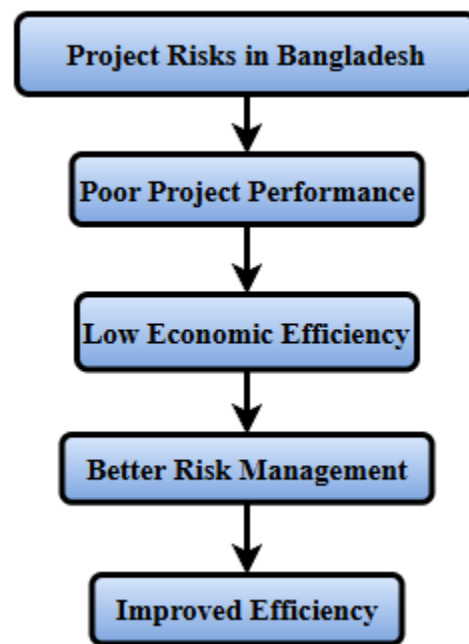 Project Risks in Bangladesh
Poor Project Performance
Low Economic Efficiency
Better Risk Management
Improved Efficiency